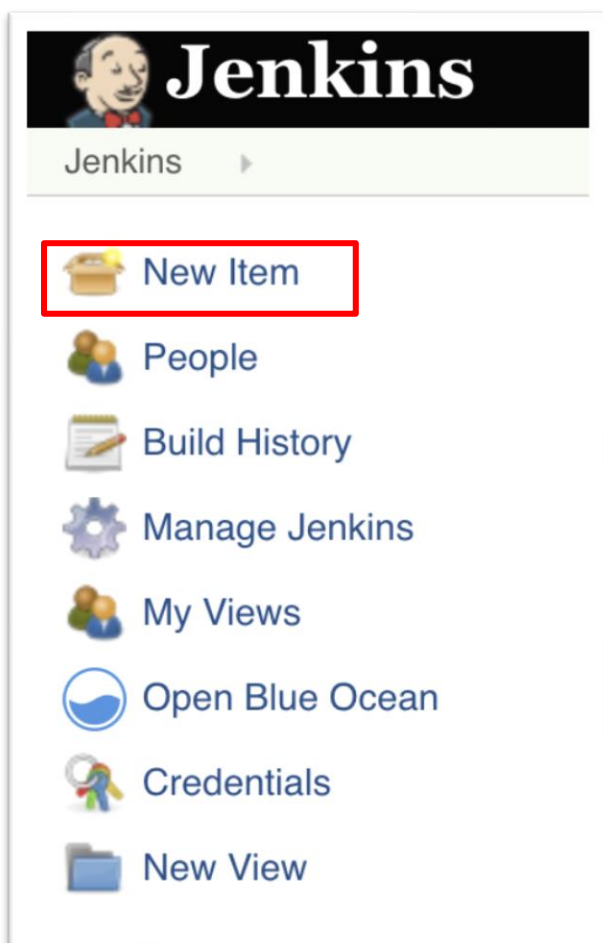 Jenkins
Jenkins
New Item
People
Build History
Manage Jenkins
My Views
Open Blue Ocean
Credentials
New View